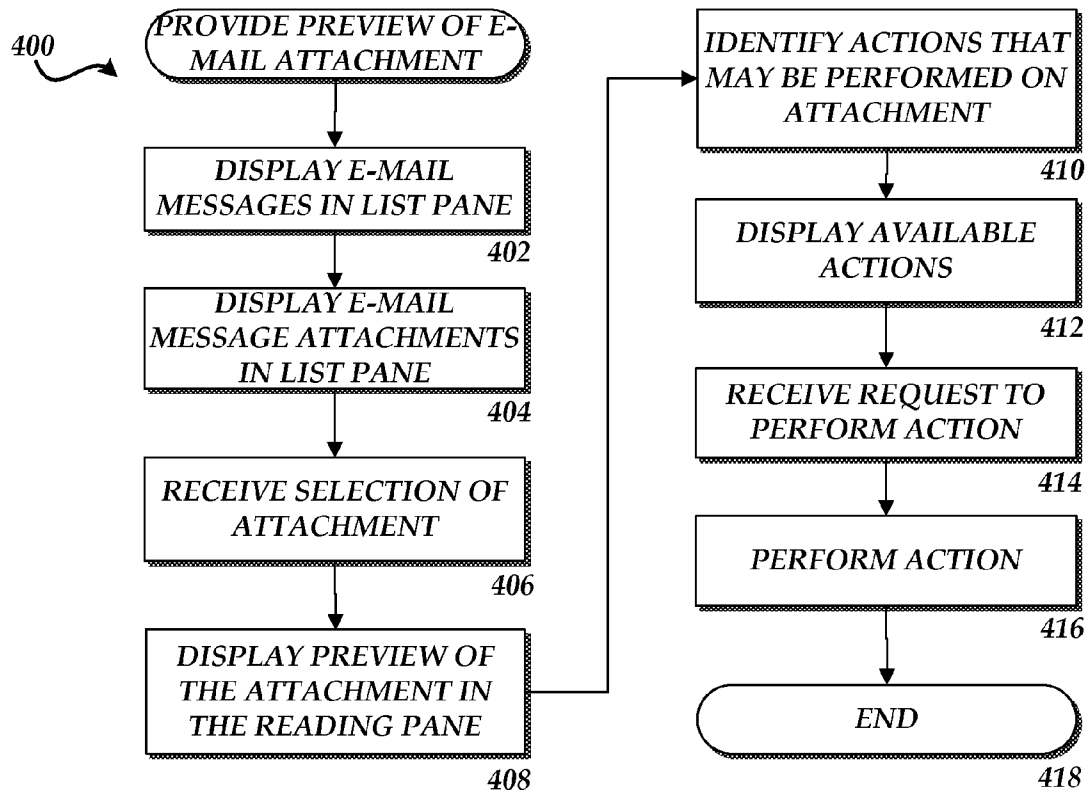 400
PROVIDE PREVIEW OF E-
MAIL ATTACHMENT
DISPLAY E-MAIL
MESSAGES IN LIST PANE
402
DISPLAY E-MAIL
MESSAGE ATTACHMENTS
IN LIST PANE
404
RECEIVE SELECTION OF
ATTACHMENT
406
DISPLAY PREVIEW OF
THE ATTACHMENT IN
THE READING PANE
408
IDENTIFY ACTIONS THAT
MAY BE PERFORMED ON
ATTACHMENT
410
DISPLAY AVAILABLE
ACTIONS
412
RECEIVE REQUEST TO
PERFORM ACTION
414
PERFORM ACTION
416
END
418